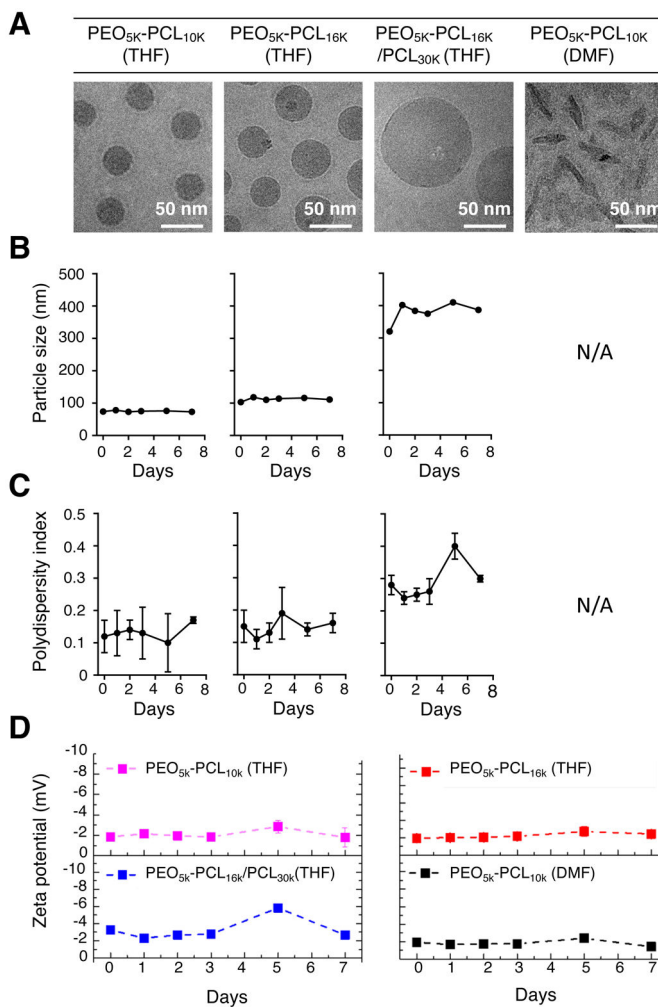 A
PEO5K-PCL10K (THF)
PEO5K-PCL16K (THF)
PEO5K-PCL16K /PCL30K (THF)
PEO5K-PCL10K (DMF)
50 nm
50 nm
50 nm
50 nm
B
Particle size (nm)
500
400
300
200
100
0
0 2 4 6 8
Days
0 2 4 6 8
Days
0 2 4 6 8
Days
N/A
C
Polydispersity index
0.5
0.4
0.3
0.2
0.1
0
0 2 4 6 8
Days
0 2 4 6 8
Days
0 2 4 6 8
Days
N/A
D
Zeta potential (mV)
-10
-8
-6
-4
-2
0
PEO5k-PCL10k (THF)
PEO5k-PCL16k (THF)
-10
-8
-6
-4
-2
0
PEO5k-PCL16k/PCL30k(THF)
PEO5k-PCL10k (DMF)
0 1 2 3 5 7
Days
0 1 2 3 5 7
Days